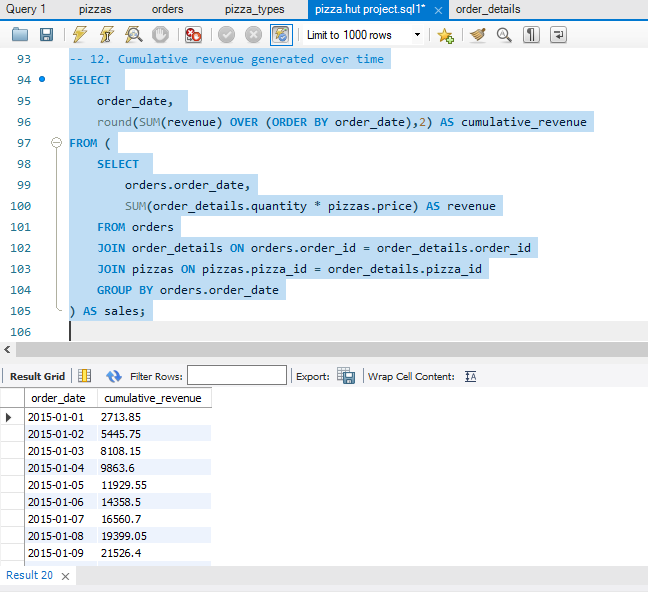 Query 1 pizzas orders pizza_types pizza.hut project.sql1* order_details
Limit to 1000 rows
93 -- 12. Cumulative revenue generated over time
94 SELECT
95 order_date,
96 round(SUM(revenue) OVER (ORDER BY order_date),2) AS cumulative_revenue
97 FROM (
98 SELECT
99 orders.order_date,
100 SUM(order_details.quantity * pizzas.price) AS revenue
101 FROM orders
102 JOIN order_details ON orders.order_id = order_details.order_id
103 JOIN pizzas ON pizzas.pizza_id = order_details.pizza_id
104 GROUP BY orders.order_date
105 ) AS sales;
106
Result Grid Filter Rows: Export: Wrap Cell Content:
order_date cumulative_revenue
2015-01-01 2713.85
2015-01-02 5445.75
2015-01-03 8108.15
2015-01-04 9863.6
2015-01-05 11929.55
2015-01-06 14358.5
2015-01-07 16560.7
2015-01-08 19399.05
2015-01-09 21526.4
Result 20